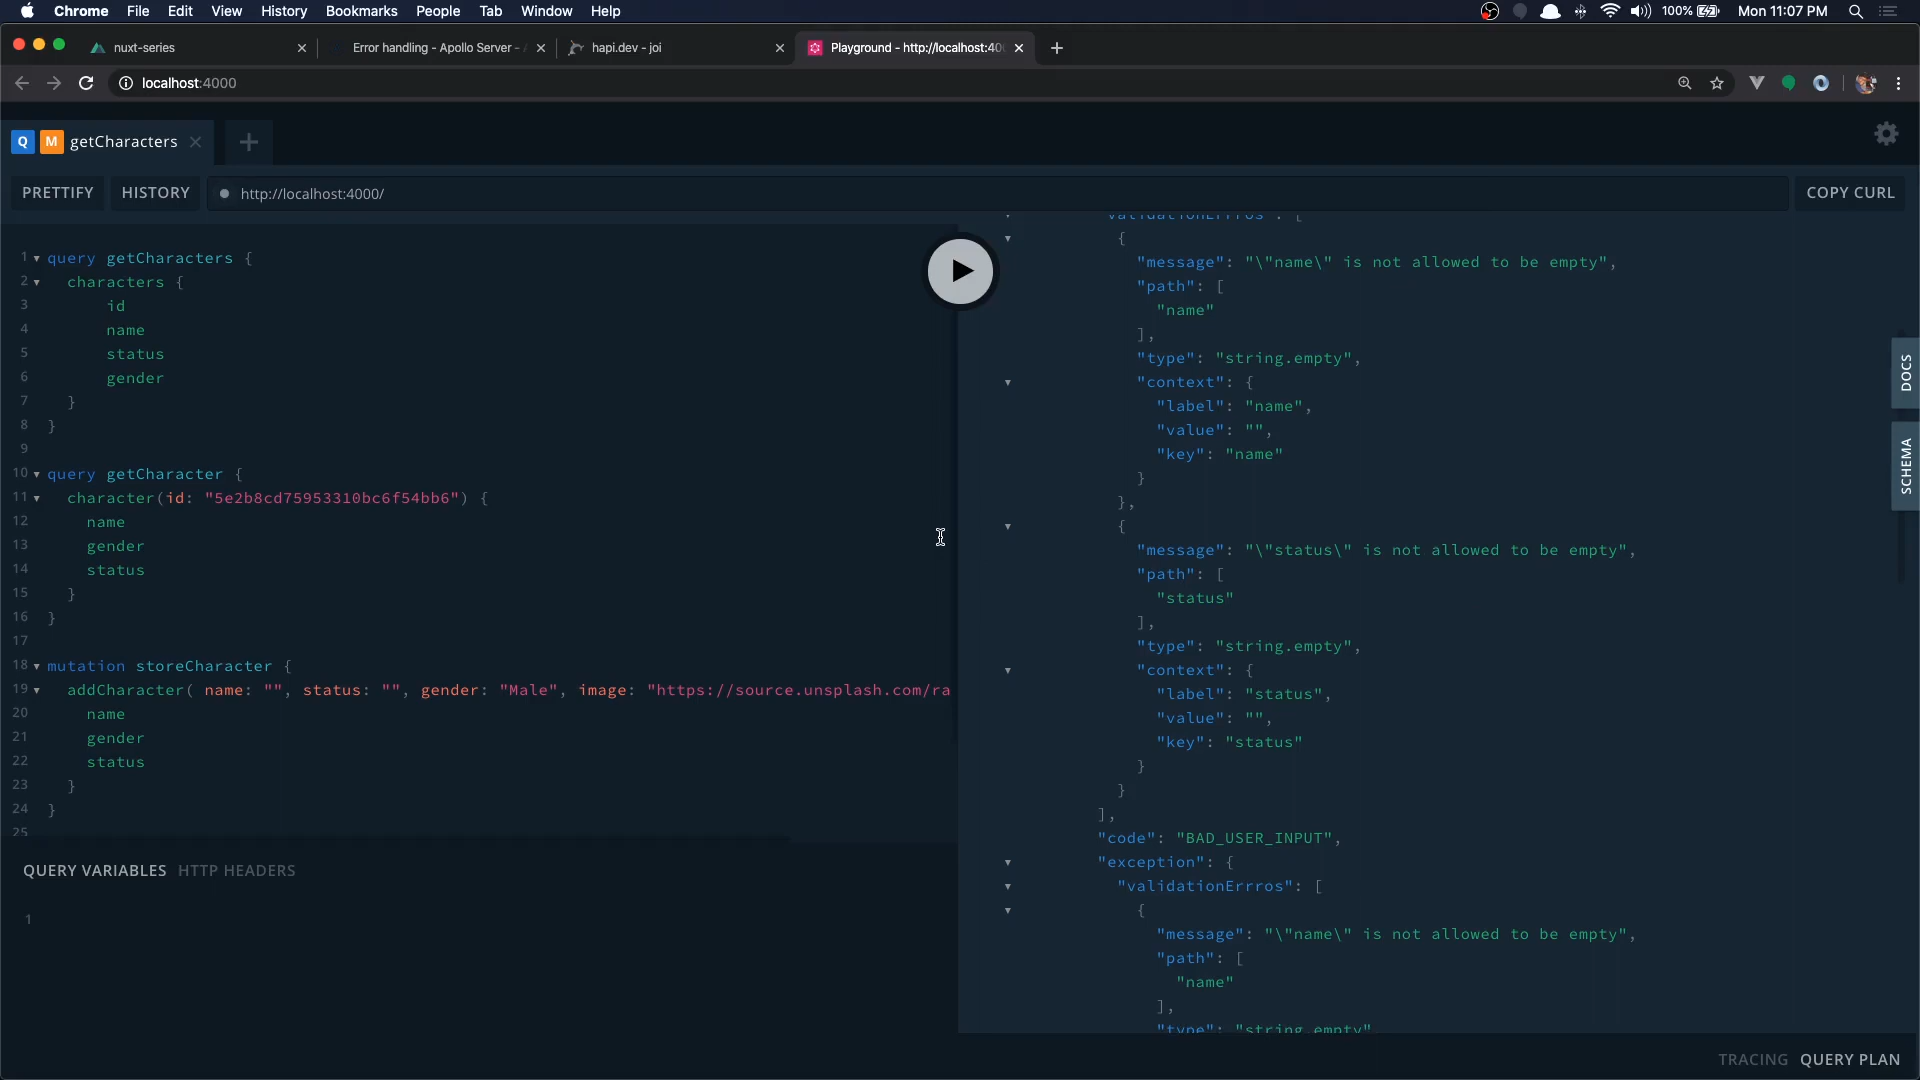 Chrome File Edit View History Bookmarks People Tab Window Help 100% Mon 11:07 PM
nuxt-series Error handling - Apollo Server - hapi.dev - joi Playground - http://localhost:40
localhost:4000
Q M getCharacters
PRETTIFY HISTORY http://localhost:4000/ COPY CURL
1 query getCharacters {
2 characters {
3 id
4 name
5 status
6 gender
7 }
8 }
9
10 query getCharacter {
11 character(id: "5e2b8cd75953310bc6f54bb6") {
12 name
13 gender
14 status
15 }
16 }
17
18 mutation storeCharacter {
19 addCharacter( name: "", status: "", gender: "Male", image: "https://source.unsplash.com/ra
20 name
21 gender
22 status
23 }
24 }
25
QUERY VARIABLES HTTP HEADERS
1
"validationErrros": [
{
"message": "\"name\" is not allowed to be empty",
"path": [
"name"
],
"type": "string.empty",
"context": {
"label": "name",
"value": "",
"key": "name"
}
},
{
"message": "\"status\" is not allowed to be empty",
"path": [
"status"
],
"type": "string.empty",
"context": {
"label": "status",
"value": "",
"key": "status"
}
}
],
"code": "BAD_USER_INPUT",
"exception": {
"validationErrros": [
{
"message": "\"name\" is not allowed to be empty",
"path": [
"name"
],
"type": "string.empty",
DOCS
SCHEMA
TRACING QUERY PLAN